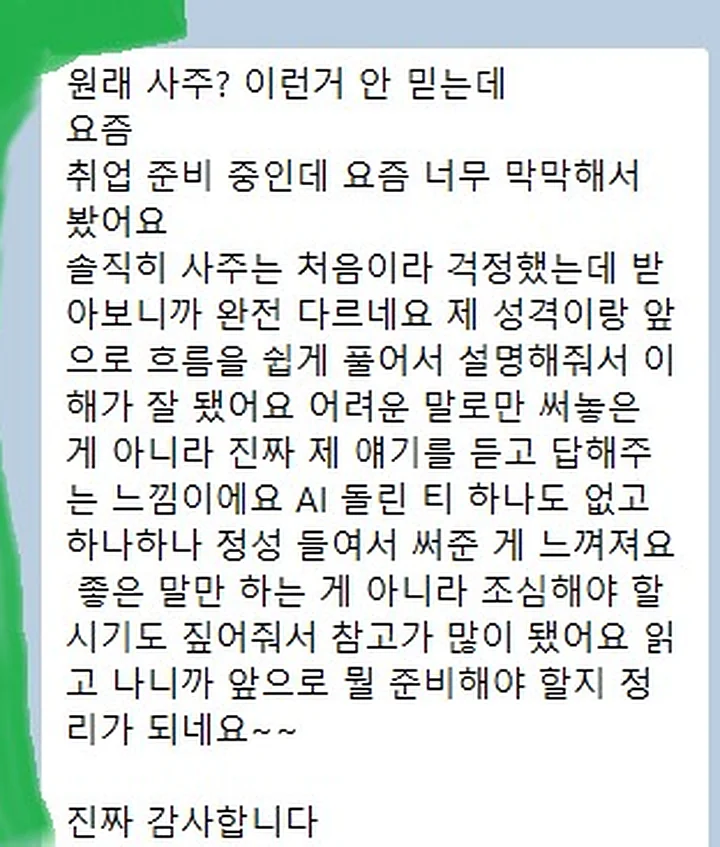 원래 사주? 이런거 안 믿는데
요즘
취업 준비 중인데 요즘 너무 막막해서
봤어요
솔직히 사주는 처음이라 걱정했는데 받
아보니까 완전 다르네요 제 성격이랑 앞
으로 흐름을 쉽게 풀어서 설명해줘서 이
해가 잘 됐어요 어려운 말로만 써놓은
게 아니라 진짜 제 얘기를 듣고 답해주
는 느낌이에요 AI 돌린 티 하나도 없고
하나하나 정성 들여서 써준 게 느껴져요
좋은 말만 하는 게 아니라 조심해야 할
시기도 짚어줘서 참고가 많이 됐어요 읽
고 나니까 앞으로 뭘 준비해야 할지 정
리가 되네요~~
진짜 감사합니다